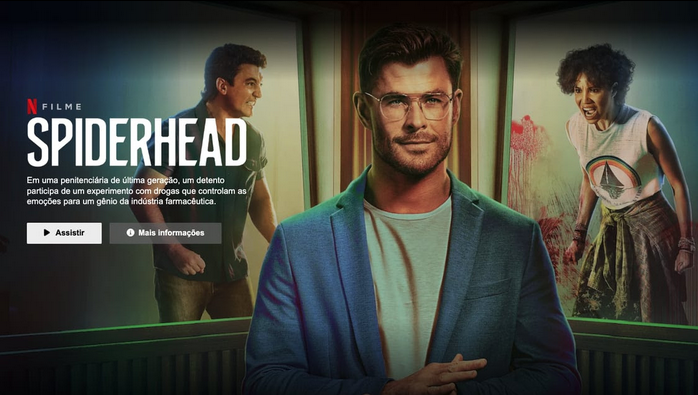 N FILME
SPIDERHEAD
Em uma penitenciária de última geração, um detento
participa de um experimento com drogas que controlam as
emoções para um gênio da indústria farmacêutica.
Assistir
Mais informações